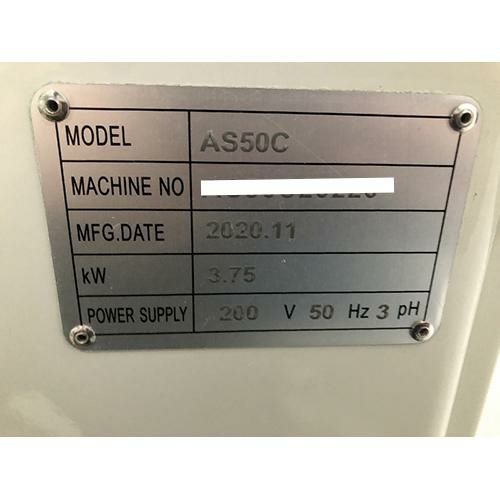 MODEL AS50C
MACHINE NO
MFG.DATE 2020.11
kW 3.75
POWER SUPPLY 200 V 50 Hz 3 pH